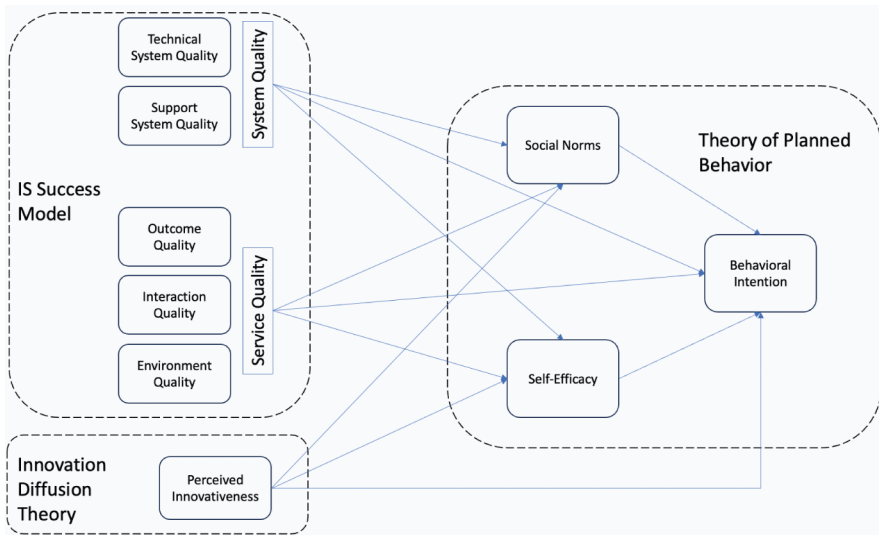 Technical
System Quality
System Quality
Support
System Quality
IS Success
Model
Outcome
Quality
Interaction
Quality
Service Quality
Environment
Quality
Innovation
Diffusion
Theory
Perceived
Innovativeness
Social Norms
Theory of Planned
Behavior
Behavioral
Intention
Self-Efficacy